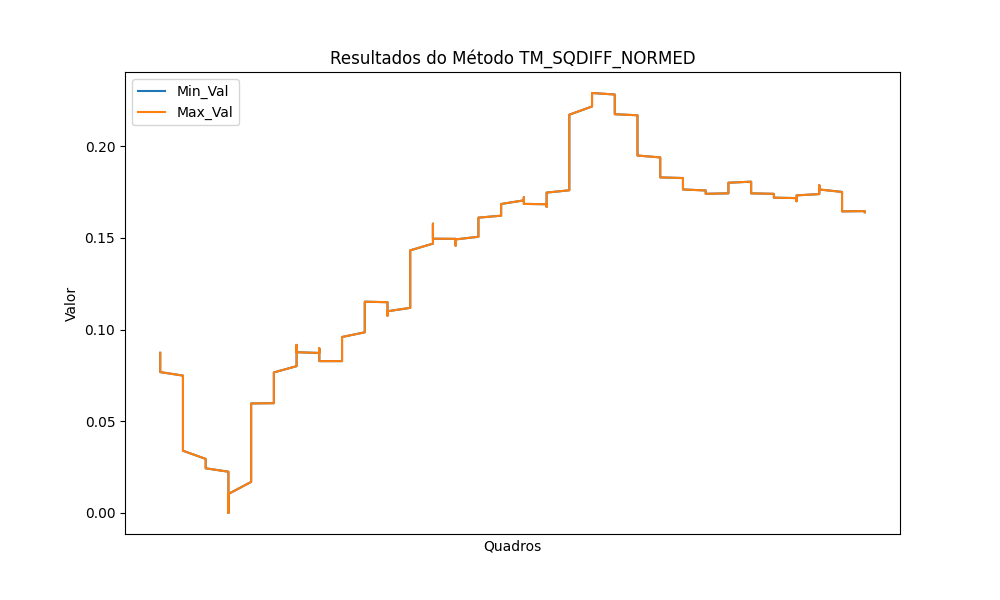 Resultados do Método TM_SQDIFF_NORMED
Min_Val
Max_Val
0.20
0.15
0.10
0.05
0.00
Valor
Quadros